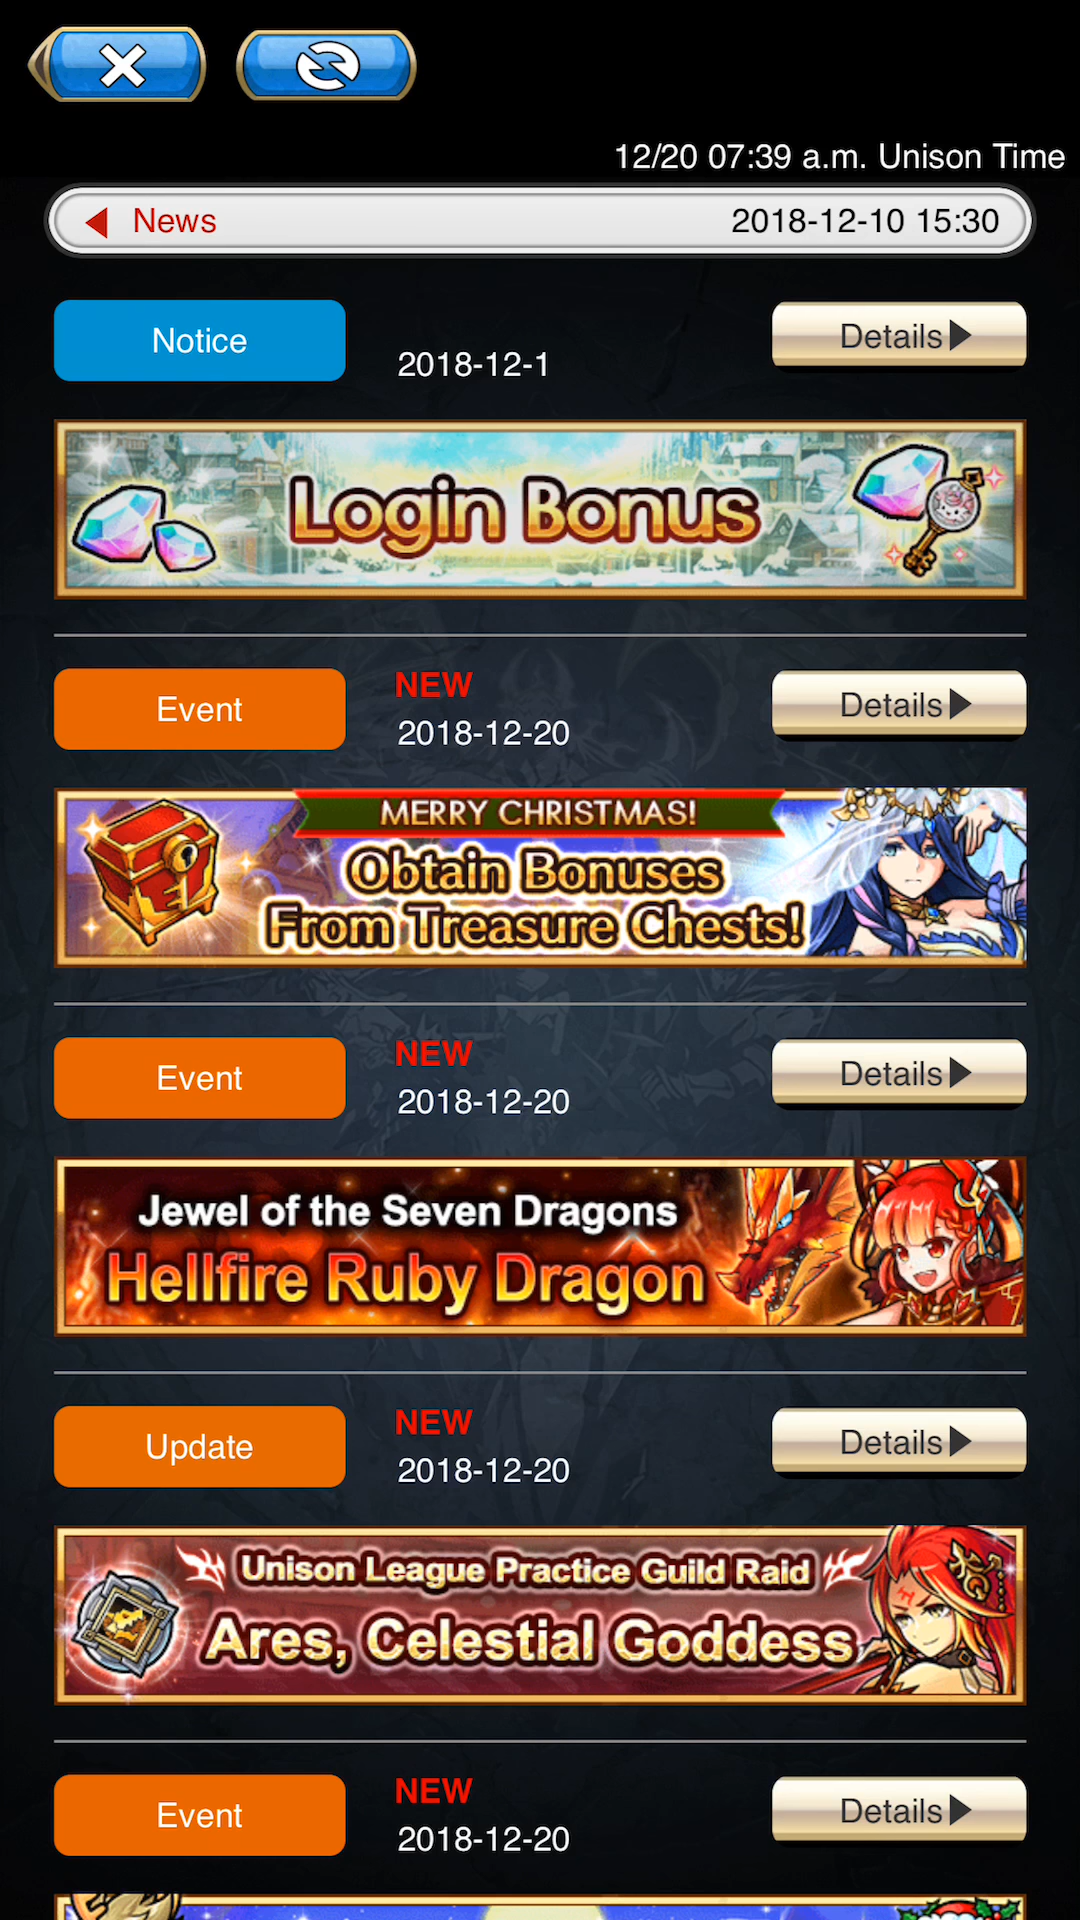 12/20 07:39 a.m. Unison Time
News 2018-12-10 15:30
Notice 2018-12-1 Details
Login Bonus
Event NEW 2018-12-20 Details
MERRY CHRISTMAS!
Obtain Bonuses
From Treasure Chests!
Event NEW 2018-12-20 Details
Jewel of the Seven Dragons
Hellfire Ruby Dragon
Update NEW 2018-12-20 Details
Unison League Practice Guild Raid
Ares, Celestial Goddess
Event NEW 2018-12-20 Details